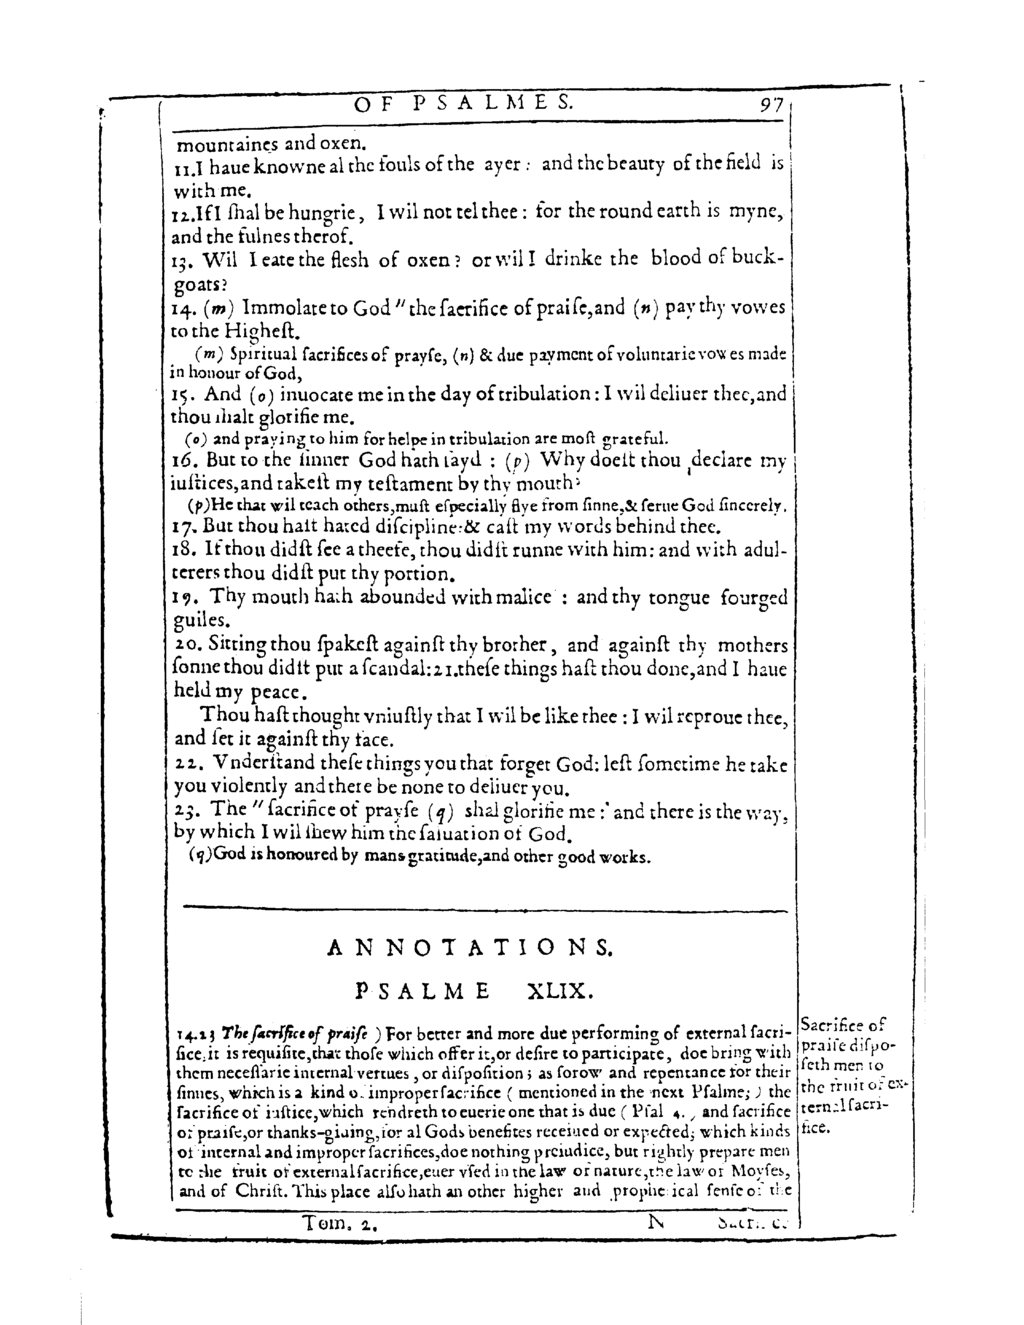 OF PSALMES. 97
mountaines and oxen.
11.I haue knowne al the fouls of the ayer : and the beauty of the field is
with me.
12.If I ſhal be hungrie, I wil not tel thee : for the round earth is myne,
and the fulnes therof.
13. Wil I eate the flesh of oxen ? or wil I drinke the blood of buck-
goats?
14. (m) Immolate to God " the ſacrifice of praiſe,and (n) pay thy vowes
to the Higheſt.
(m) Spiritual ſacrifices of prayſe, (n) & due payment of voluntarie vowes made
in honour of God,
15. And (o) inuocate me in the day of tribulation : I wil deliuer thee,and
thou ſhalt glorifie me.
(o) and praying to him for helpe in tribulation are moſt grateful.
16. But to the ſinner God hath ſayd : (p) Why doeſt thou declare my
iuſtices,and takeſt my teſtament by thy mouth?
(p)He that wil teach others,muſt eſpecially flye from ſinne,& ſerue God ſincerely.
17. But thou haſt hated diſcipline:& caſt my words behind thee.
18. If thou didſt ſee a theefe, thou didſt runne with him: and with adul-
terers thou didſt put thy portion.
19. Thy mouth hath abounded with malice : and thy tongue fourged
guiles.
20. Sitting thou ſpakeſt againſt thy brother, and againſt thy mothers
ſonne thou didſt put a ſcandal:21.theſe things haſt thou done,and I haue
held my peace.
Thou haſt thought vniuſtly that I wil be like thee : I wil reproue thee,
and ſet it againſt thy face.
22. Vnderſtand theſe things you that forget God: leſt ſometime he take
you violently and there be none to deliuer you.
23. The " ſacrifice of prayſe (q) shal glorifie me : and there is the way,
by which I wil ſhew him the ſaluation of God.
(q)God is honoured by mans gratitude,and other good works.
ANNOTATIONS.
PSALME XLIX.
14.23 The ſacrifice of praiſe ) For better and more due performing of external ſacri-
fice,it is requiſite,that thoſe which offer it,or deſire to participate, doe bring with
them neceſſarie internal vertues, or diſpoſition; as ſorow and repentance for their
ſinnes, which is a kind of improper ſacrifice ( mentioned in the next Pſalme; ) the
ſacrifice of iuſtice,which rendreth to euerie one that is due ( Pſal 4. ) and ſacrifice
of praiſe,or thanks-giuing,for al Gods benefites receiued or expected; which kinds
of internal and improper ſacrifices,doe nothing preiudice, but rightly prepare men
to the fruit of external ſacrifice,euer vſed in the law of nature,the law of Moyſes,
and of Chriſt. This place alſo hath an other higher and prophetical ſenſe of the
Sacrifice of
praiſe diſpo-
ſeth men to
the fruit of ex-
ternal ſacri-
fice.
Tom. 2. N